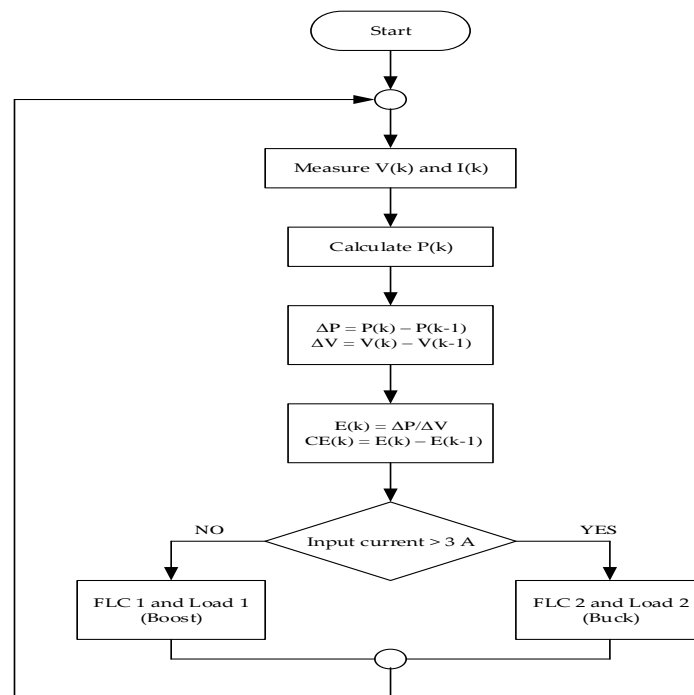 Start
Measure V(k) and I(k)
Calculate P(k)
ΔP = P(k) – P(k-1)
ΔV = V(k) – V(k-1)
E(k) = ΔP/ΔV
CE(k) = E(k) – E(k-1)
Input current > 3 A
NO
YES
FLC 1 and Load 1
(Boost)
FLC 2 and Load 2
(Buck)